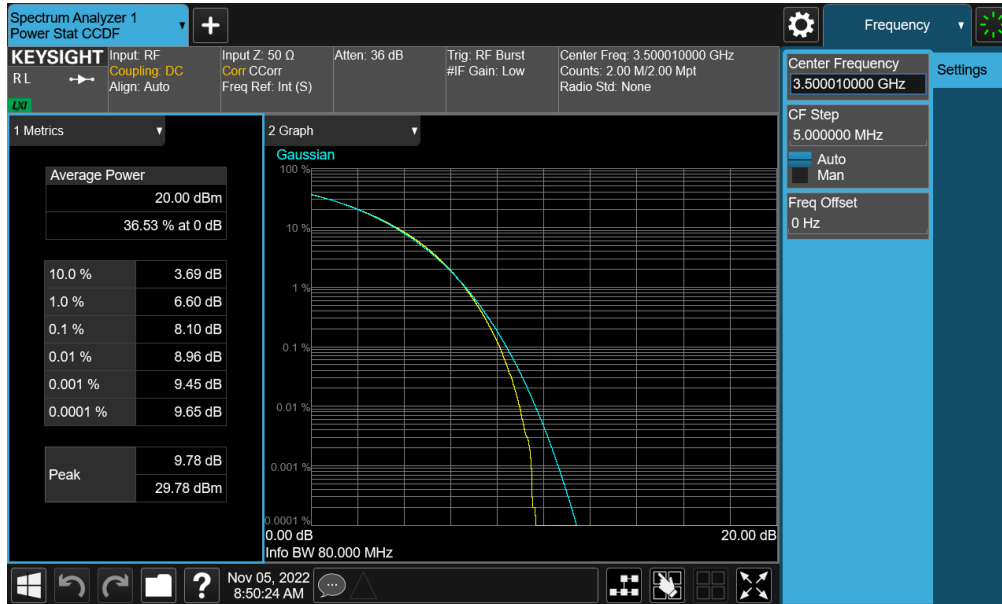 Spectrum Analyzer 1
Power Stat CCDF
Frequency
KEYSIGHT
R L
LXI
Input: RF
Coupling: DC
Align: Auto
Input Z: 50 Ω
Corr CCorr
Freq Ref: Int (S)
Atten: 36 dB
Trig: RF Burst
#IF Gain: Low
Center Freq: 3.500010000 GHz
Counts: 2.00 M/2.00 Mpt
Radio Std: None
Center Frequency
3.500010000 GHz
Settings
CF Step
5.000000 MHz
Auto
Man
Freq Offset
0 Hz
1 Metrics
Average Power
20.00 dBm
36.53 % at 0 dB
10.0 % 3.69 dB
1.0 % 6.60 dB
0.1 % 8.10 dB
0.01 % 8.96 dB
0.001 % 9.45 dB
0.0001 % 9.65 dB
Peak
9.78 dB
29.78 dBm
2 Graph
Gaussian
100 %
10 %
1 %
0.1 %
0.01 %
0.001 %
0.0001 %
0.00 dB 20.00 dB
Info BW 80.000 MHz
?
Nov 05, 2022
8:50:24 AM